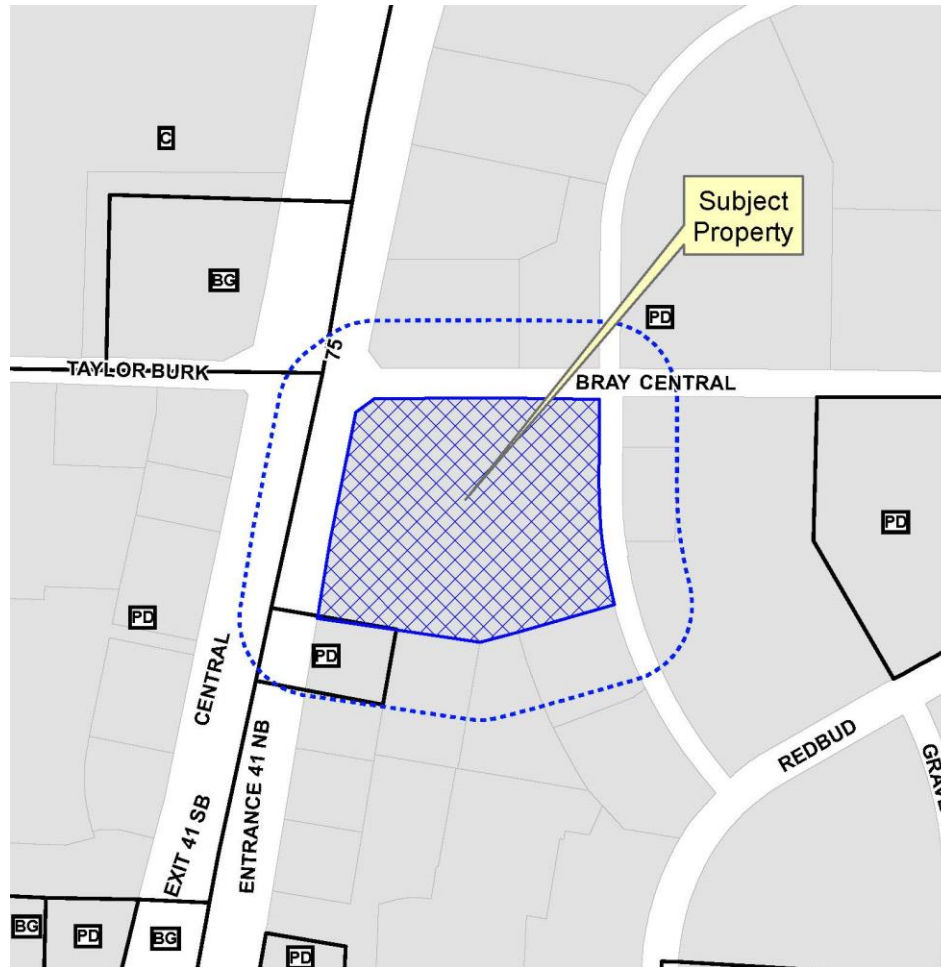 C
Subject
Property
BG
PD
75
TAYLOR BURK
BRAY CENTRAL
PD
PD
CENTRAL
PD
ENTRANCE 41 NB
REDBUD
EXIT 41 SB
BG
PD
BG
PD